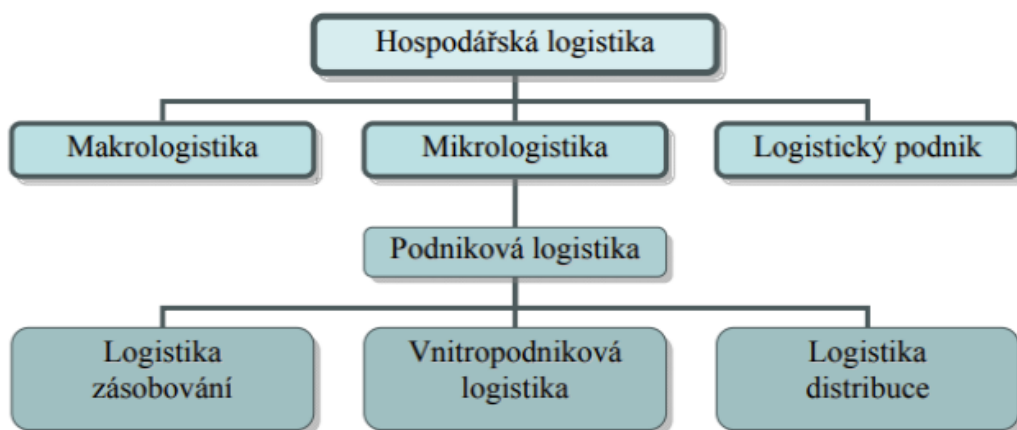 Hospodářská logistika
Makrologistika
Mikrologistika
Logistický podnik
Podniková logistika
Logistika
zásobování
Vnitropodniková
logistika
Logistika
distribuce